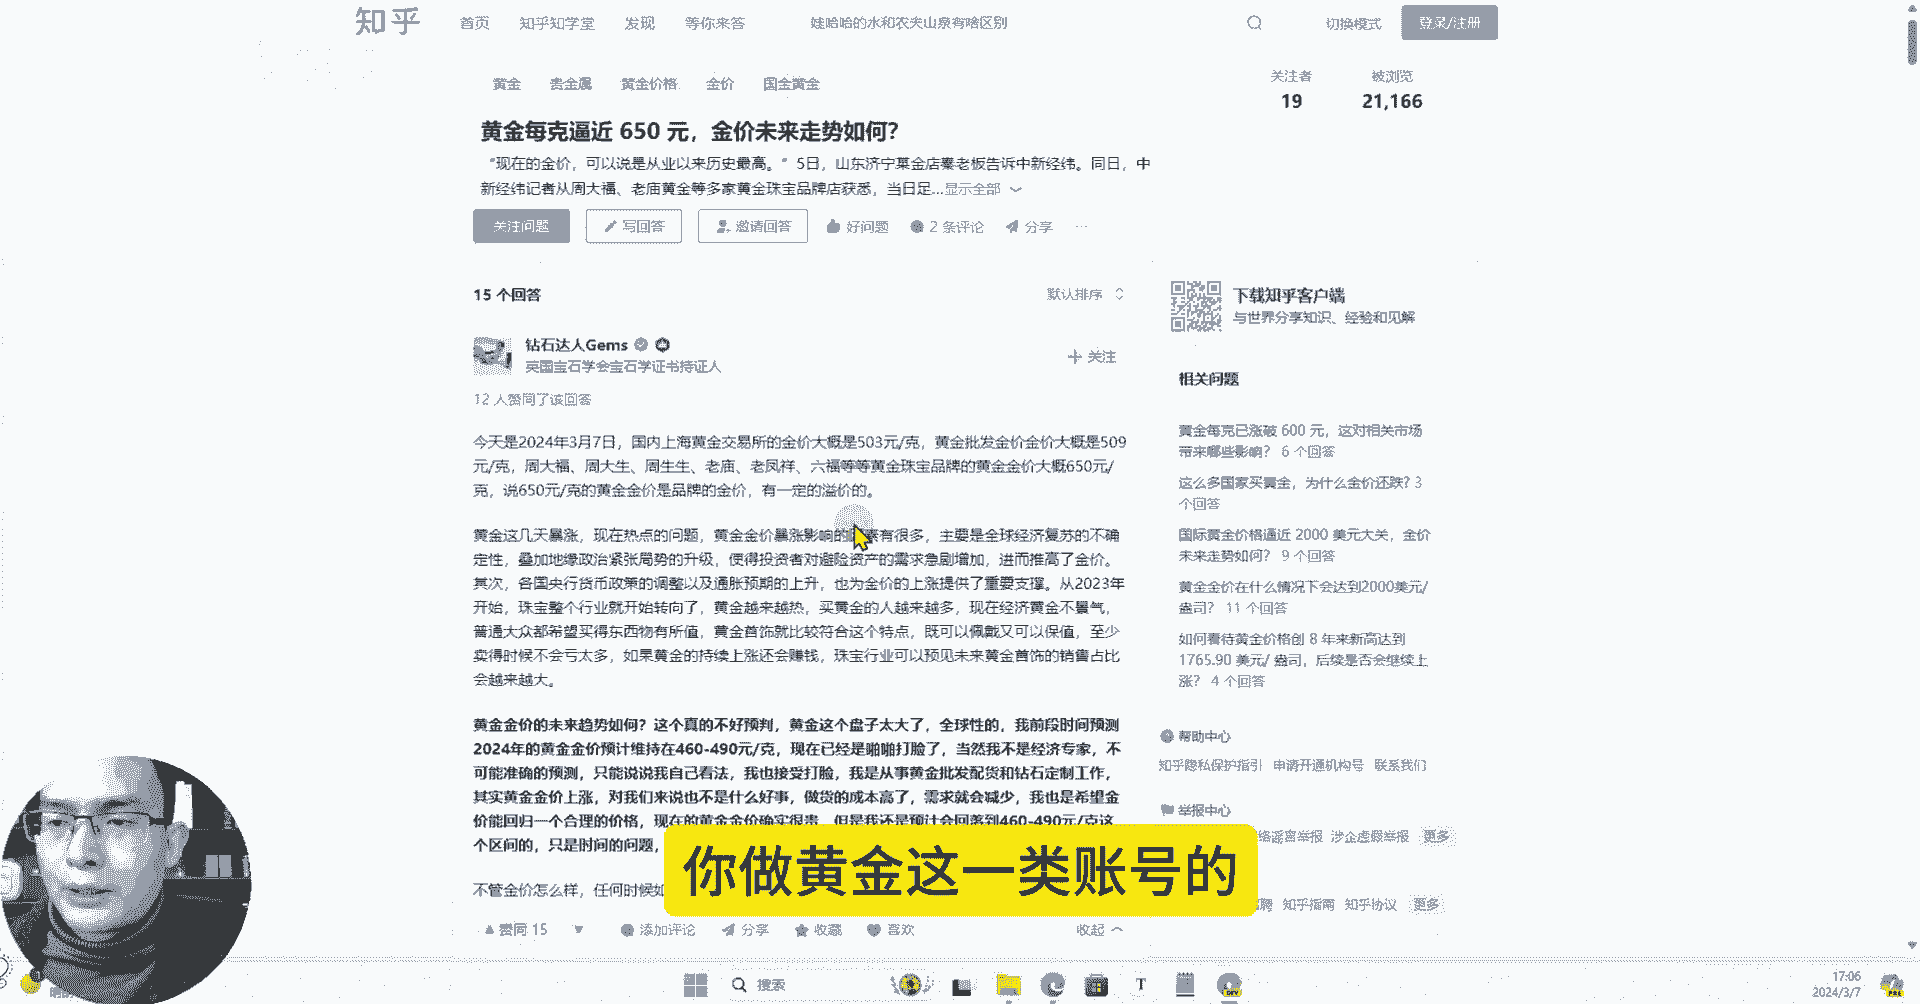 知乎 首页 知乎知学堂 发现 等你来答 娃哈哈的水和农夫山泉有啥区别 切换模式 登录/注册
黄金 贵金属 黄金价格 金价 国金黄金
关注者 被浏览
19 21,166
黄金每克逼近 650 元，金价未来走势如何？
“现在的金价，可以说是从业以来历史最高。”5日，山东济宁某金店秦老板告诉中新经纬。同日，中
新经纬记者从周大福、老庙黄金等多家黄金珠宝品牌店获悉，当日足...显示全部
关注问题 写回答 邀请回答 好问题 2 条评论 分享 ...
15 个回答 默认排序
钻石达人Gems
英国宝石学会宝石学证书持证人
+ 关注
12 人赞同了该回答
今天是2024年3月7日，国内上海黄金交易所的金价大概是503元/克，黄金批发金价金价大概是509
元/克，周大福、周大生、周生生、老庙、老凤祥、六福等等黄金珠宝品牌的黄金金价大概650元/
克，说650元/克的黄金金价是品牌的金价，有一定的溢价的。
黄金这几天暴涨，现在热点的问题，黄金金价暴涨影响的有很多，主要是全球经济复苏的不确
定性，叠加地缘政治紧张局势的升级，使得投资者对避险资产的需求急剧增加，进而推高了金价。
其次，各国央行货币政策的调整以及通胀预期的上升，也为金价的上涨提供了重要支撑。从2023年
开始，珠宝整个行业就开始转向了，黄金越来越热，买黄金的人越来越多，现在经济黄金不景气，
普通大众都希望买得东西物有所值，黄金首饰就比较符合这个特点，既可以佩戴又可以保值，至少
卖得时候不会亏太多，如果黄金的持续上涨还会赚钱，珠宝行业可以预见未来黄金首饰的销售占比
会越来越大。
黄金金价的未来趋势如何？这个真的不好预判，黄金这个盘子太大了，全球性的，我前段时间预测
2024年的黄金金价预计维持在460-490元/克，现在已经是啪啪打脸了，当然我不是经济专家，不
可能准确的预测，只能说说我自己看法，我也接受打脸，我是从事黄金批发配货和钻石定制工作，
其实黄金金价上涨，对我们来说也不是什么好事，做货的成本高了，需求就会减少，我也是希望金
价能回归一个合理的价格，现在的黄金金价确实很贵，但是我还是预计会回落到460-490元/克这
个区间的，只是时间的问题，
不管金价怎么样，任何时候如
赞同 15 添加评论 分享 收藏 喜欢 收起
下载知乎客户端
与世界分享知识、经验和见解
相关问题
黄金每克已涨破 600 元，这对相关市场
带来哪些影响？ 6 个回答
这么多国家买黄金，为什么金价还跌? 3
个回答
国际黄金价格逼近 2000 美元大关，金价
未来走势如何？ 9 个回答
黄金金价在什么情况下会达到2000美元/
盎司？ 11 个回答
如何看待黄金价格创 8 年来新高达到
1765.90 美元/ 盎司，后续是否会继续上
涨？ 4 个回答
帮助中心
知乎隐私保护指引 申请开通机构号 联系我们
举报中心
络谣言举报 涉企虚假举报 更多
聘 知乎指南 知乎协议 更多
你做黄金这一类账号的
搜索
17:06
2024/3/7